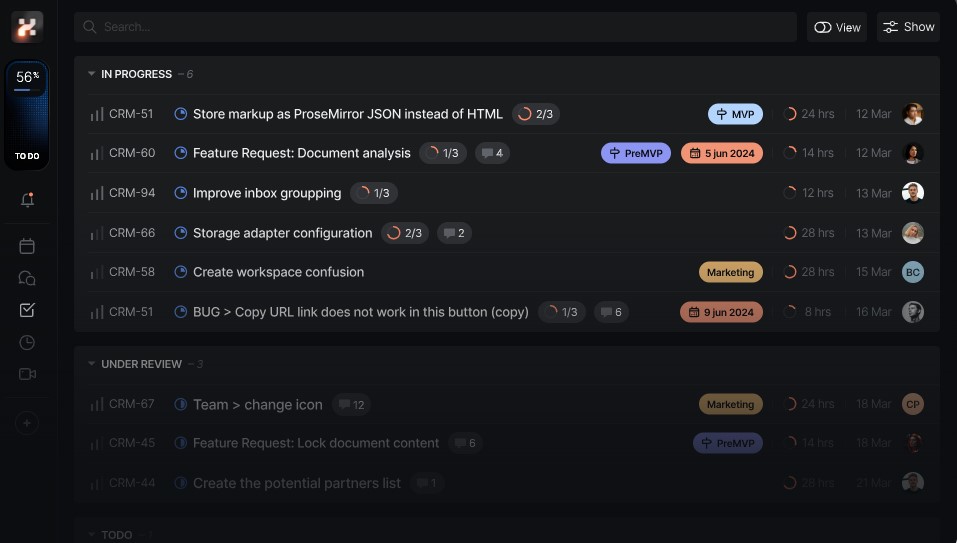 Search...
View
Show
56%
TO DO
IN PROGRESS – 6
CRM-51 Store markup as ProseMirror JSON instead of HTML 2/3 MVP 24 hrs 12 Mar
CRM-60 Feature Request: Document analysis 1/3 4 PreMVP 5 jun 2024 14 hrs 12 Mar
CRM-94 Improve inbox groupping 1/3 12 hrs 13 Mar
CRM-66 Storage adapter configuration 2/3 2 28 hrs 13 Mar
CRM-58 Create workspace confusion Marketing 28 hrs 15 Mar BC
CRM-51 BUG > Copy URL link does not work in this button (copy) 1/3 6 9 jun 2024 8 hrs 16 Mar
UNDER REVIEW – 3
CRM-67 Team > change icon 12 Marketing 24 hrs 18 Mar CP
CRM-45 Feature Request: Lock document content 6 PreMVP 14 hrs 18 Mar
CRM-44 Create the potential partners list 1 28 hrs 21 Mar
TODO